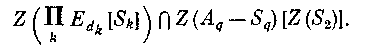 Z ( ∏_k E_{d_k} [S_k] ) ∩ Z (A_q − S_q) [Z (S_2)].